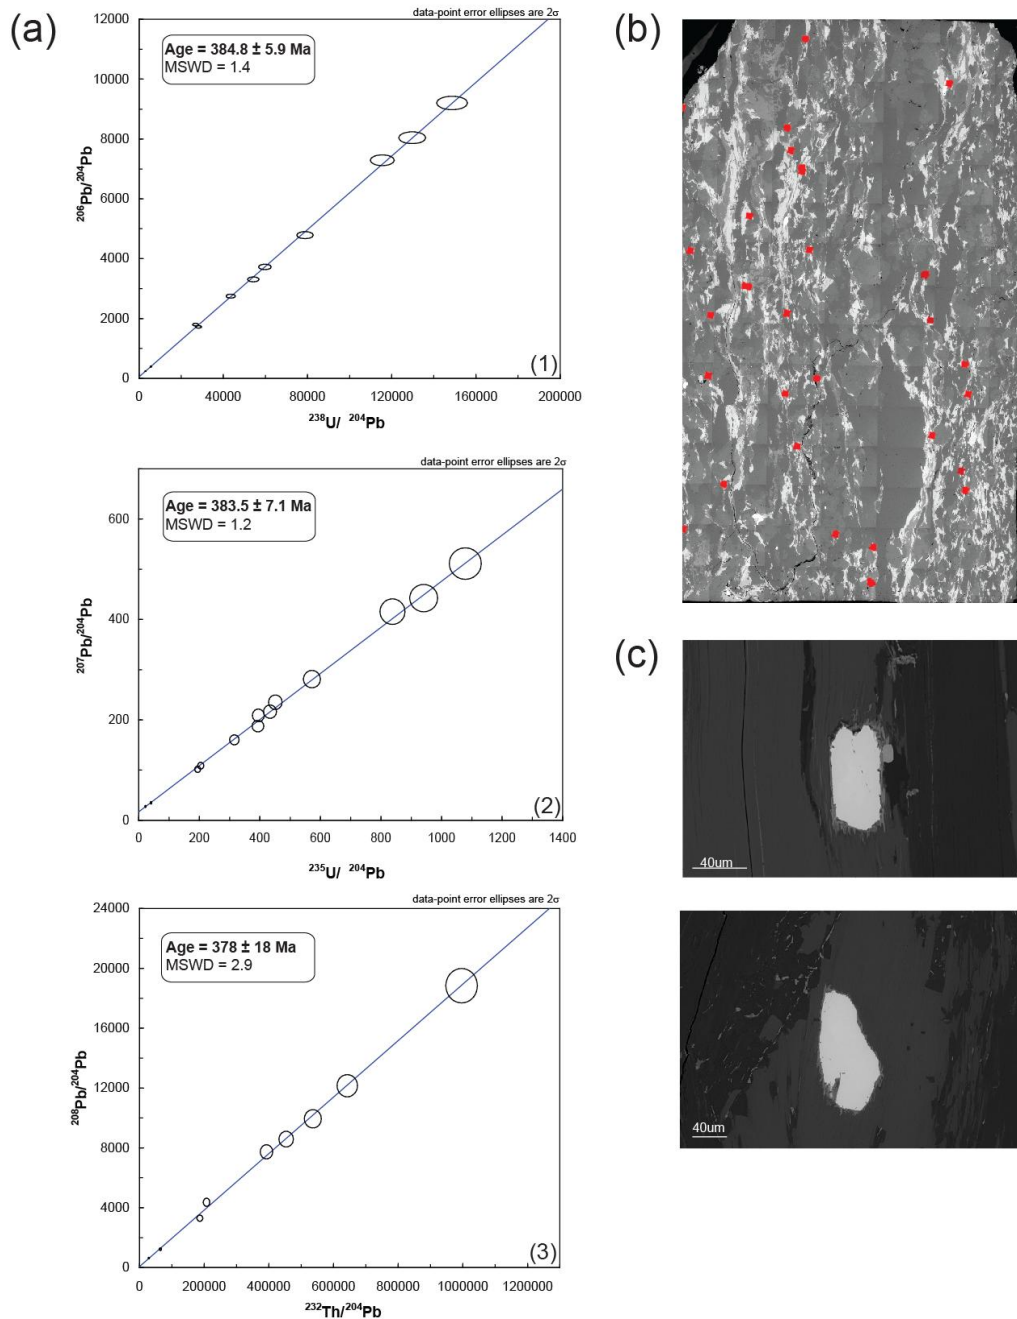 (a)
data-point error ellipses are 2σ
12000
Age = 384.8 ± 5.9 Ma
MSWD = 1.4
10000
8000
6000
4000
2000
0
²⁰⁶Pb/²⁰⁴Pb
(1)
0 40000 80000 120000 160000 200000
²³⁸U/ ²⁰⁴Pb
data-point error ellipses are 2σ
Age = 383.5 ± 7.1 Ma
MSWD = 1.2
600
400
200
0
²⁰⁷Pb/²⁰⁴Pb
(2)
0 200 400 600 800 1000 1200 1400
²³⁵U/ ²⁰⁴Pb
data-point error ellipses are 2σ
24000
Age = 378 ± 18 Ma
MSWD = 2.9
20000
16000
12000
8000
4000
0
²⁰⁸Pb/²⁰⁴Pb
(3)
0 200000 400000 600000 800000 1000000 1200000
²³²Th/²⁰⁴Pb
(b)
(c)
40um
40um